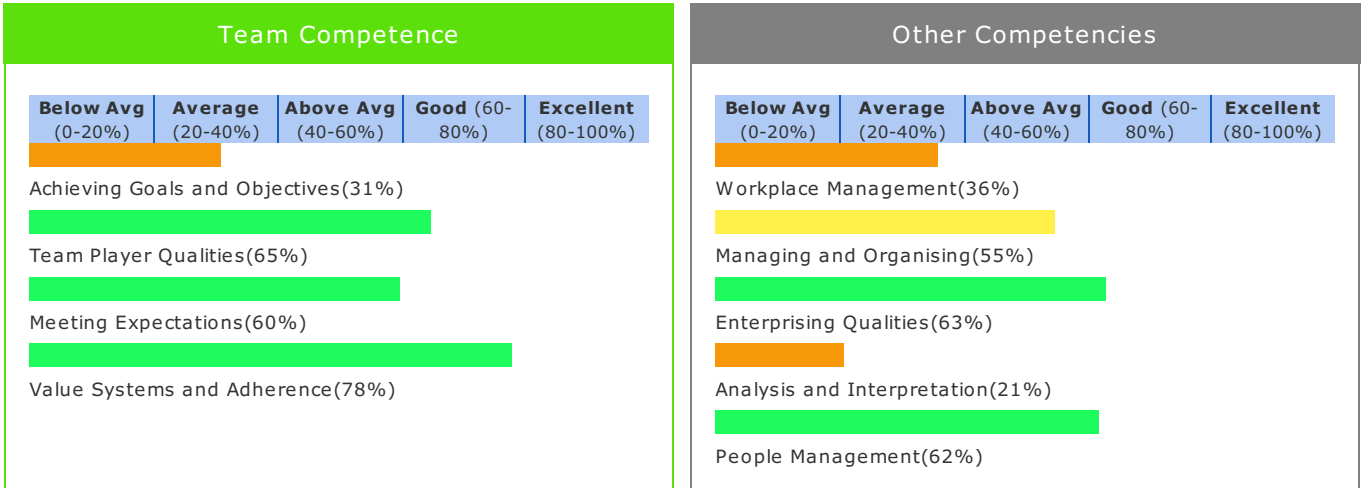 Team Competence
Below Avg Average Above Avg Good (60- Excellent
(0-20%) (20-40%) (40-60%) 80%) (80-100%)
Achieving Goals and Objectives(31%)
Team Player Qualities(65%)
Meeting Expectations(60%)
Value Systems and Adherence(78%)
Other Competencies
Below Avg Average Above Avg Good (60- Excellent
(0-20%) (20-40%) (40-60%) 80%) (80-100%)
Workplace Management(36%)
Managing and Organising(55%)
Enterprising Qualities(63%)
Analysis and Interpretation(21%)
People Management(62%)